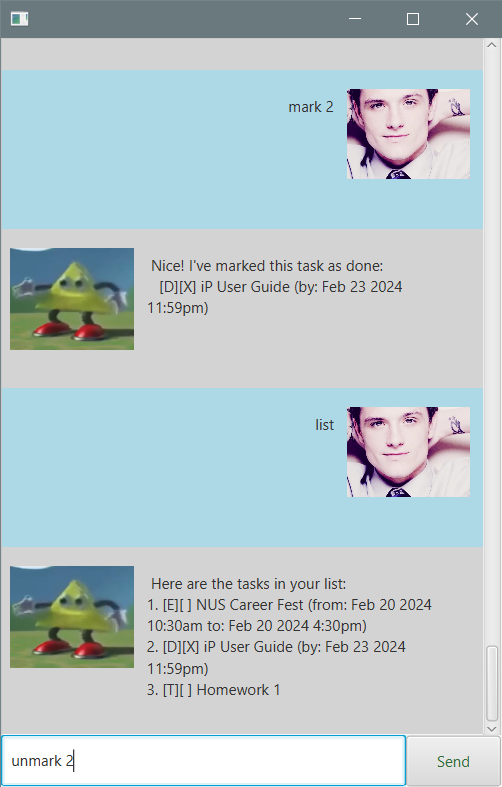 mark 2
Nice! I've marked this task as done:
[D][X] iP User Guide (by: Feb 23 2024
11:59pm)
list
Here are the tasks in your list:
1. [E][ ] NUS Career Fest (from: Feb 20 2024
10:30am to: Feb 20 2024 4:30pm)
2. [D][X] iP User Guide (by: Feb 23 2024
11:59pm)
3. [T][ ] Homework 1
unmark 2
Send